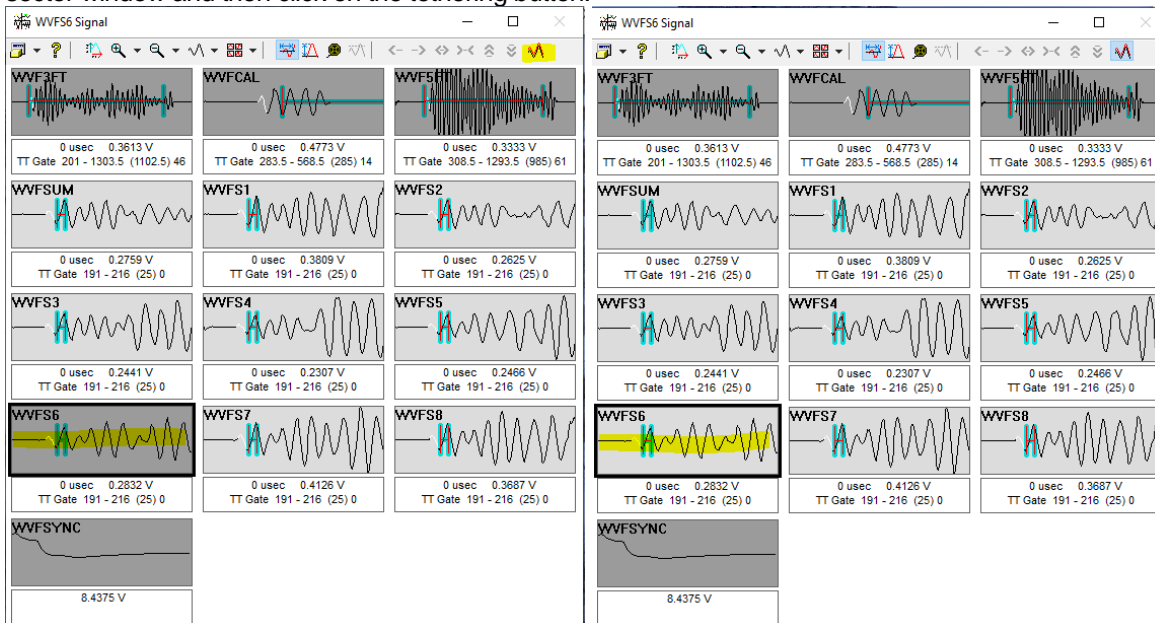 sector window and then click on the tethering button.
WVFS6 Signal
WVF3FT WVFCAL WVF5FT
0 usec 0.3613 V 0 usec 0.4773 V 0 usec 0.3333 V
TT Gate 201 - 1303.5 (1102.5) 46 TT Gate 283.5 - 568.5 (285) 14 TT Gate 308.5 - 1293.5 (985) 61
WVFSUM WVFS1 WVFS2
0 usec 0.2759 V 0 usec 0.3809 V 0 usec 0.2625 V
TT Gate 191 - 216 (25) 0 TT Gate 191 - 216 (25) 0 TT Gate 191 - 216 (25) 0
WVFS3 WVFS4 WVFS5
0 usec 0.2441 V 0 usec 0.2307 V 0 usec 0.2466 V
TT Gate 191 - 216 (25) 0 TT Gate 191 - 216 (25) 0 TT Gate 191 - 216 (25) 0
WVFS6 WVFS7 WVFS8
0 usec 0.2832 V 0 usec 0.4126 V 0 usec 0.3687 V
TT Gate 191 - 216 (25) 0 TT Gate 191 - 216 (25) 0 TT Gate 191 - 216 (25) 0
WVFSYNC
8.4375 V
WVFS6 Signal
WVF3FT WVFCAL WVF5FT
0 usec 0.3613 V 0 usec 0.4773 V 0 usec 0.3333 V
TT Gate 201 - 1303.5 (1102.5) 46 TT Gate 283.5 - 568.5 (285) 14 TT Gate 308.5 - 1293.5 (985) 61
WVFSUM WVFS1 WVFS2
0 usec 0.2759 V 0 usec 0.3809 V 0 usec 0.2625 V
TT Gate 191 - 216 (25) 0 TT Gate 191 - 216 (25) 0 TT Gate 191 - 216 (25) 0
WVFS3 WVFS4 WVFS5
0 usec 0.2441 V 0 usec 0.2307 V 0 usec 0.2466 V
TT Gate 191 - 216 (25) 0 TT Gate 191 - 216 (25) 0 TT Gate 191 - 216 (25) 0
WVFS6 WVFS7 WVFS8
0 usec 0.2832 V 0 usec 0.4126 V 0 usec 0.3687 V
TT Gate 191 - 216 (25) 0 TT Gate 191 - 216 (25) 0 TT Gate 191 - 216 (25) 0
WVFSYNC
8.4375 V